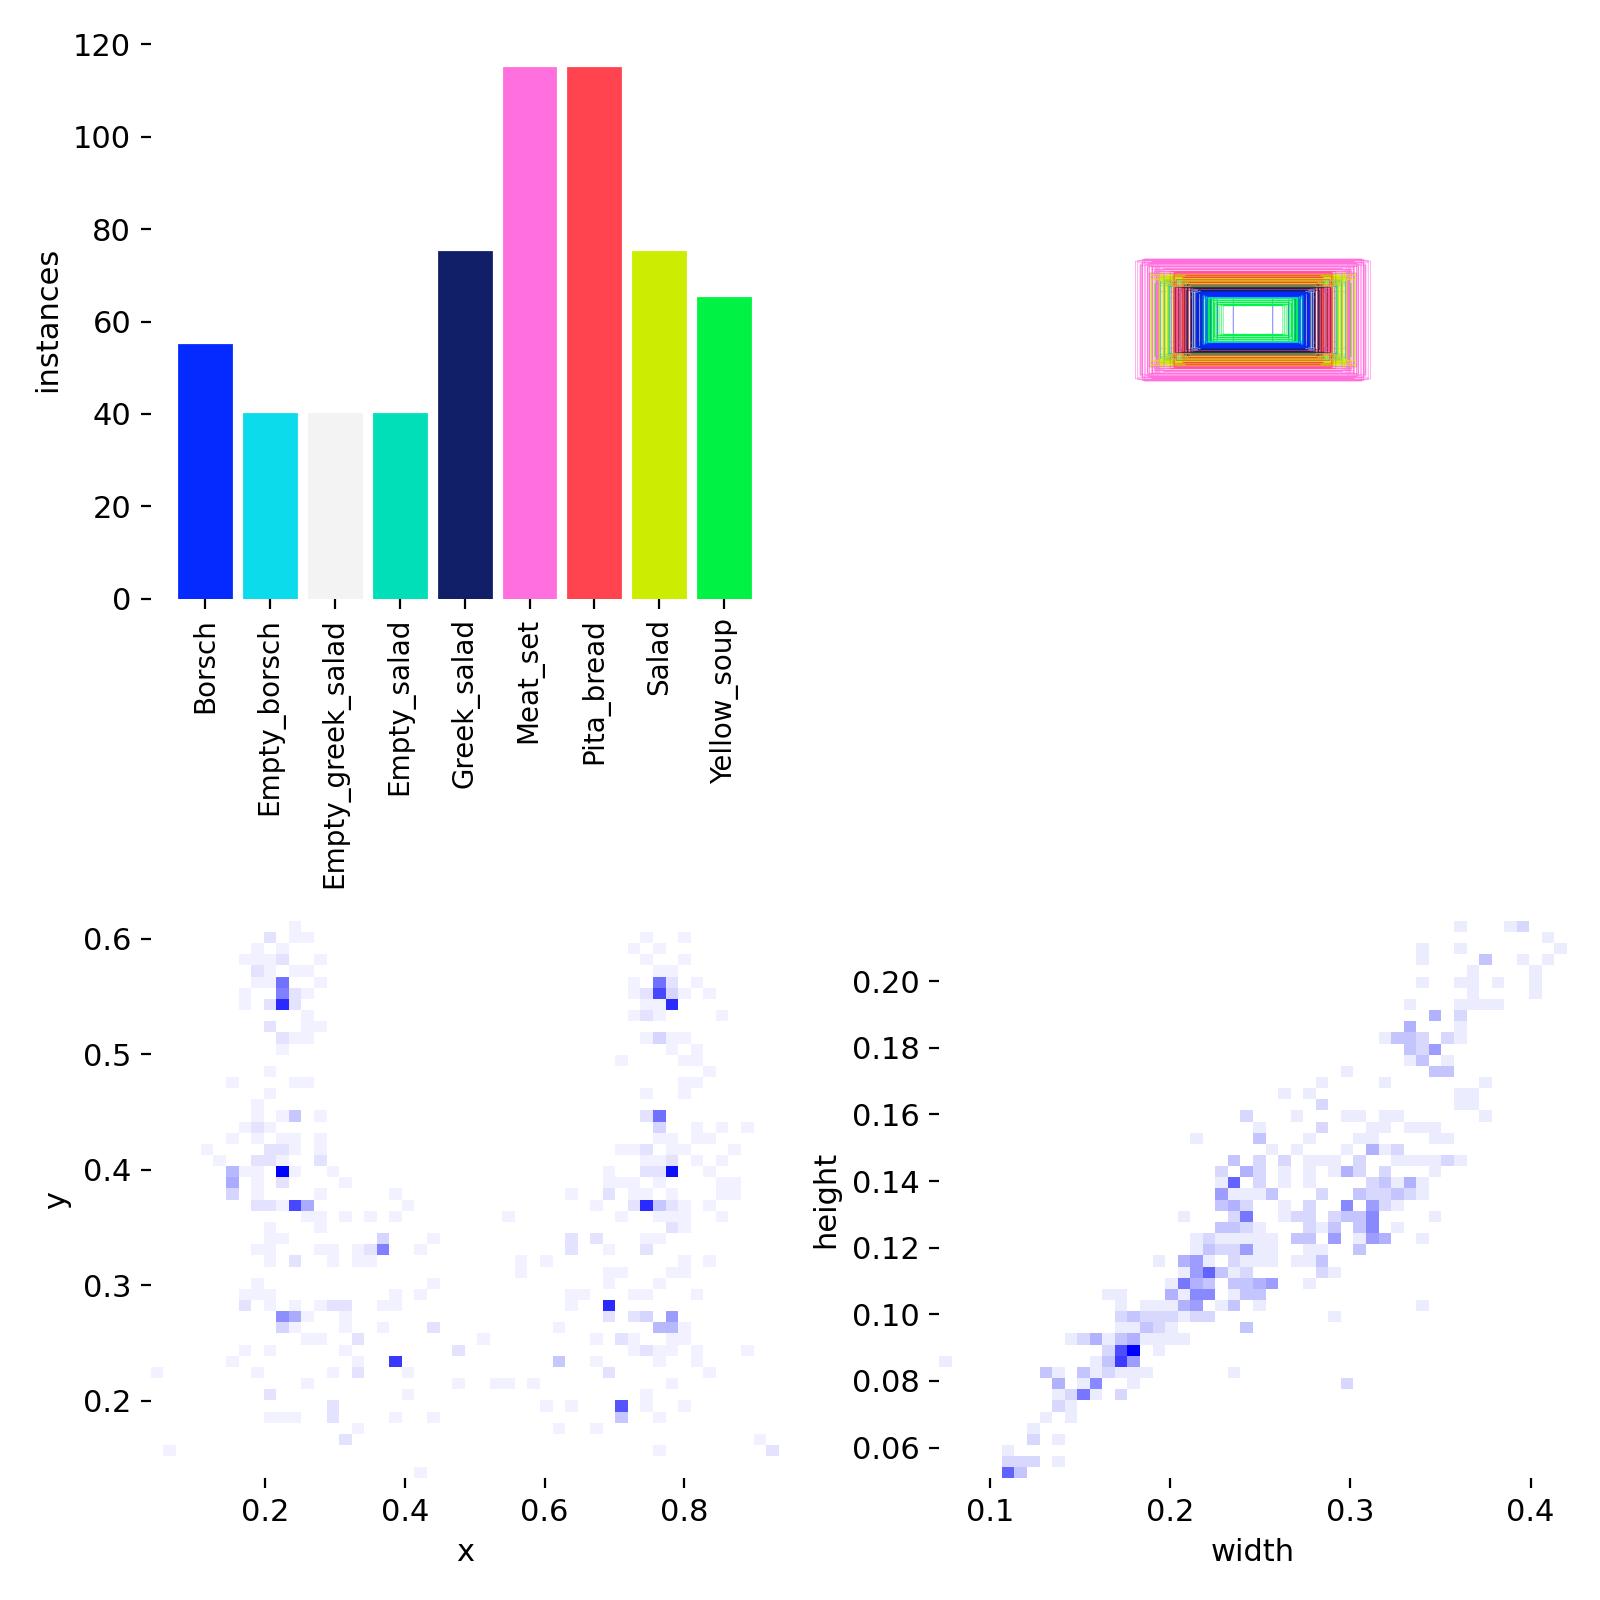 120
100
80
60
40
20
0
instances
Borsch
Empty_borsch
Empty_greek_salad
Empty_salad
Greek_salad
Meat_set
Pita_bread
Salad
Yellow_soup
0.6
0.5
0.4
0.3
0.2
y
0.2 0.4 0.6 0.8
x
0.20
0.18
0.16
0.14
0.12
0.10
0.08
0.06
height
0.1 0.2 0.3 0.4
width